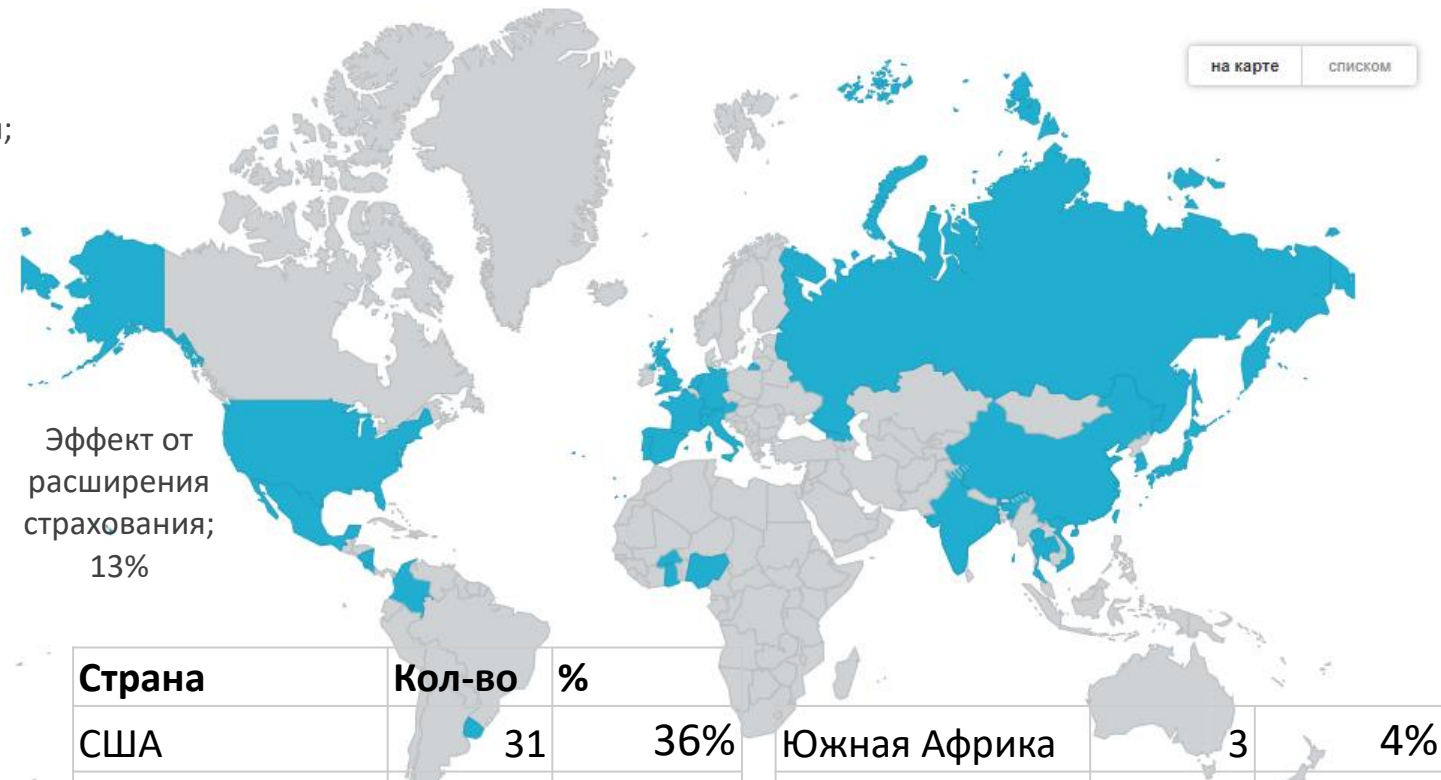 на карте списком
Эффект от
расширения
страхования;
13%
Страна Кол-во %
США 31 36% Южная Африка 3 4%